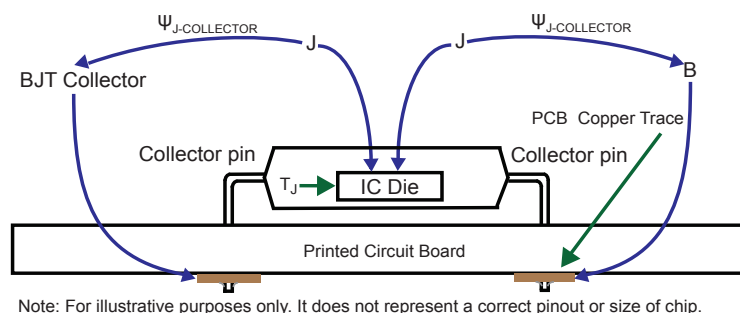 ΨJ-COLLECTOR
ΨJ-COLLECTOR
J
J
BJT Collector
B
PCB Copper Trace
Collector pin
Collector pin
TJ
IC Die
Printed Circuit Board
Note: For illustrative purposes only. It does not represent a correct pinout or size of chip.